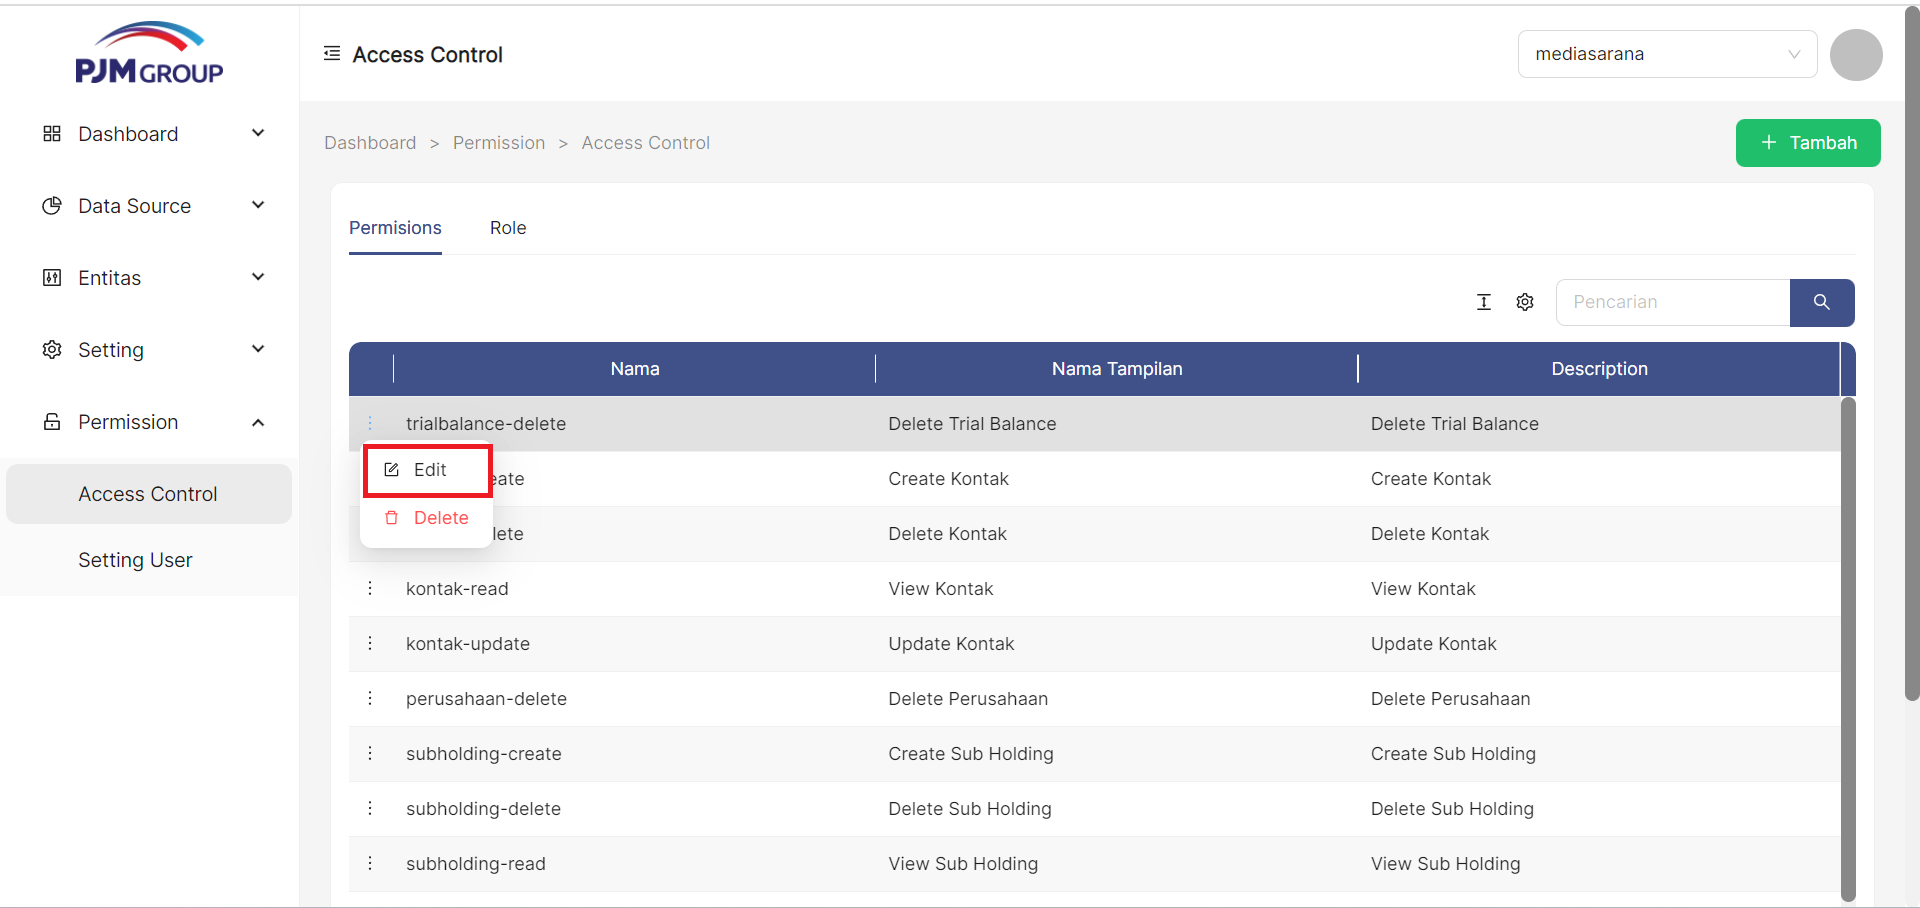 PJM GROUP
Access Control
mediasarana
Dashboard
Data Source
Entitas
Setting
Permission
Access Control
Setting User
Dashboard > Permission > Access Control
+ Tambah
Permisions Role
Pencarian
Nama Nama Tampilan Description
trialbalance-delete Delete Trial Balance Delete Trial Balance
Edit
eate Create Kontak Create Kontak
Delete
lete Delete Kontak Delete Kontak
kontak-read View Kontak View Kontak
kontak-update Update Kontak Update Kontak
perusahaan-delete Delete Perusahaan Delete Perusahaan
subholding-create Create Sub Holding Create Sub Holding
subholding-delete Delete Sub Holding Delete Sub Holding
subholding-read View Sub Holding View Sub Holding